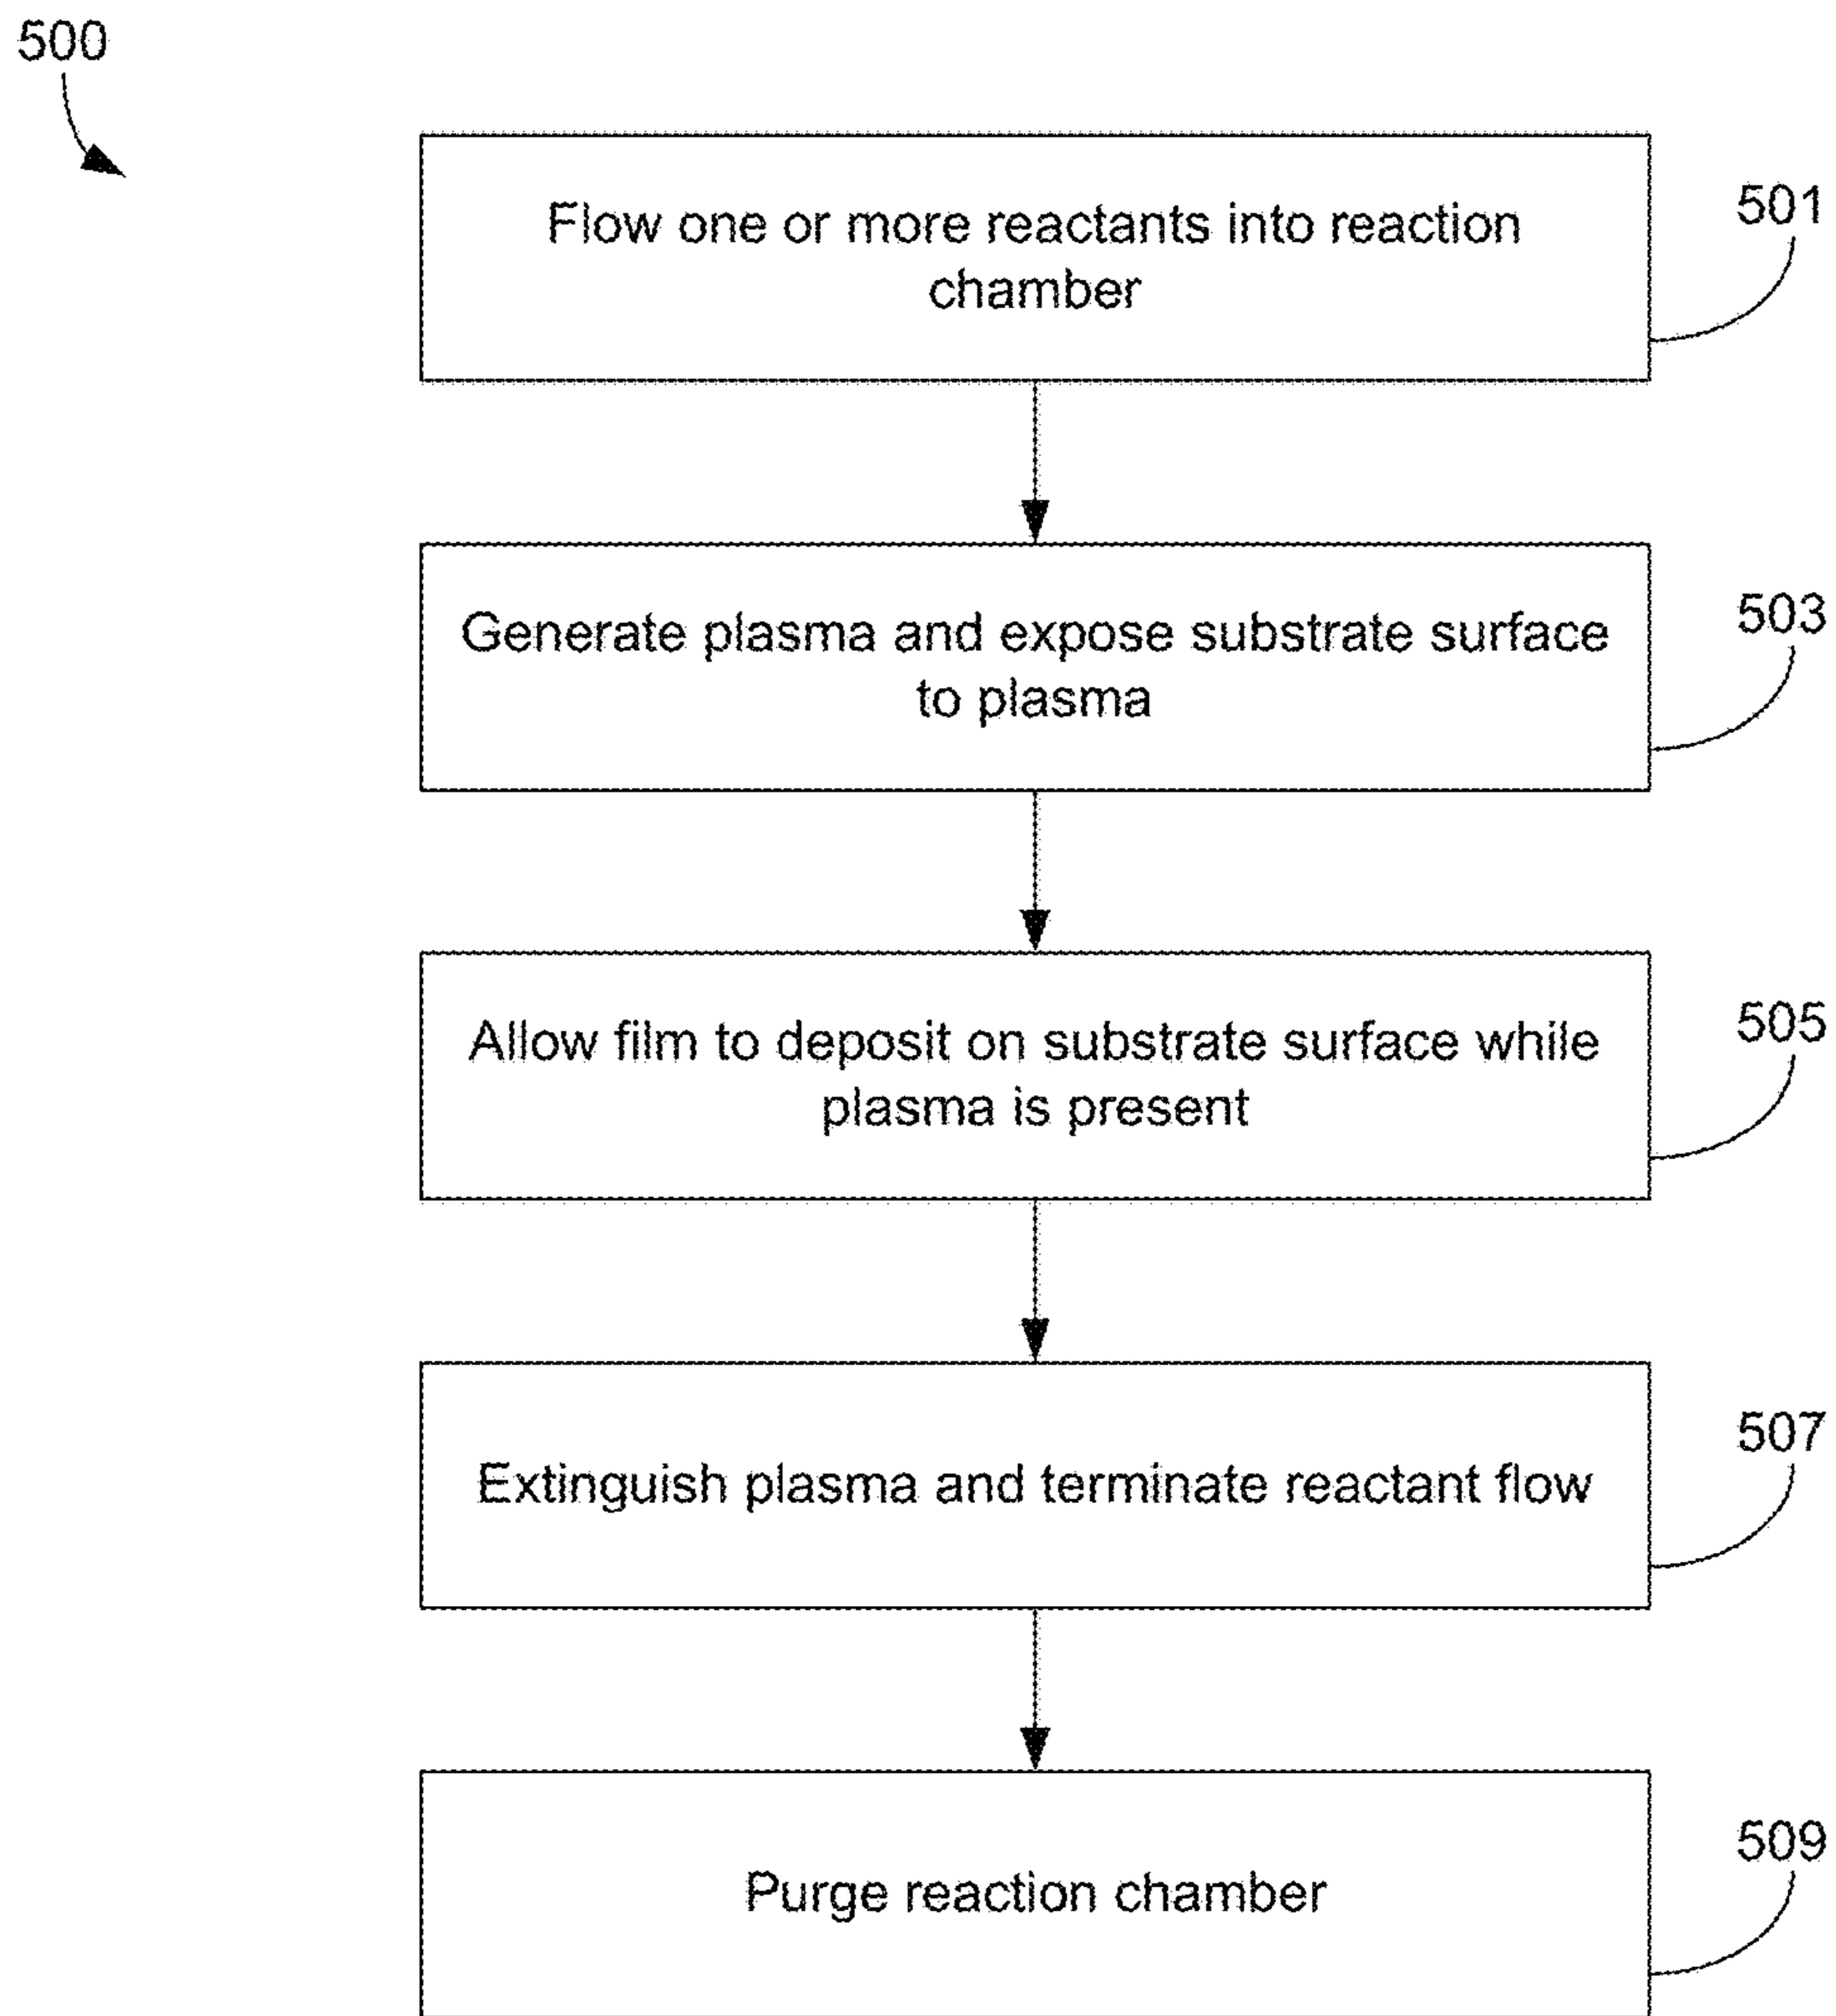 500
Flow one or more reactants into reaction
chamber
501
Generate plasma and expose substrate surface
to plasma
503
Allow film to deposit on substrate surface while
plasma is present
505
Extinguish plasma and terminate reactant flow
507
Purge reaction chamber
509